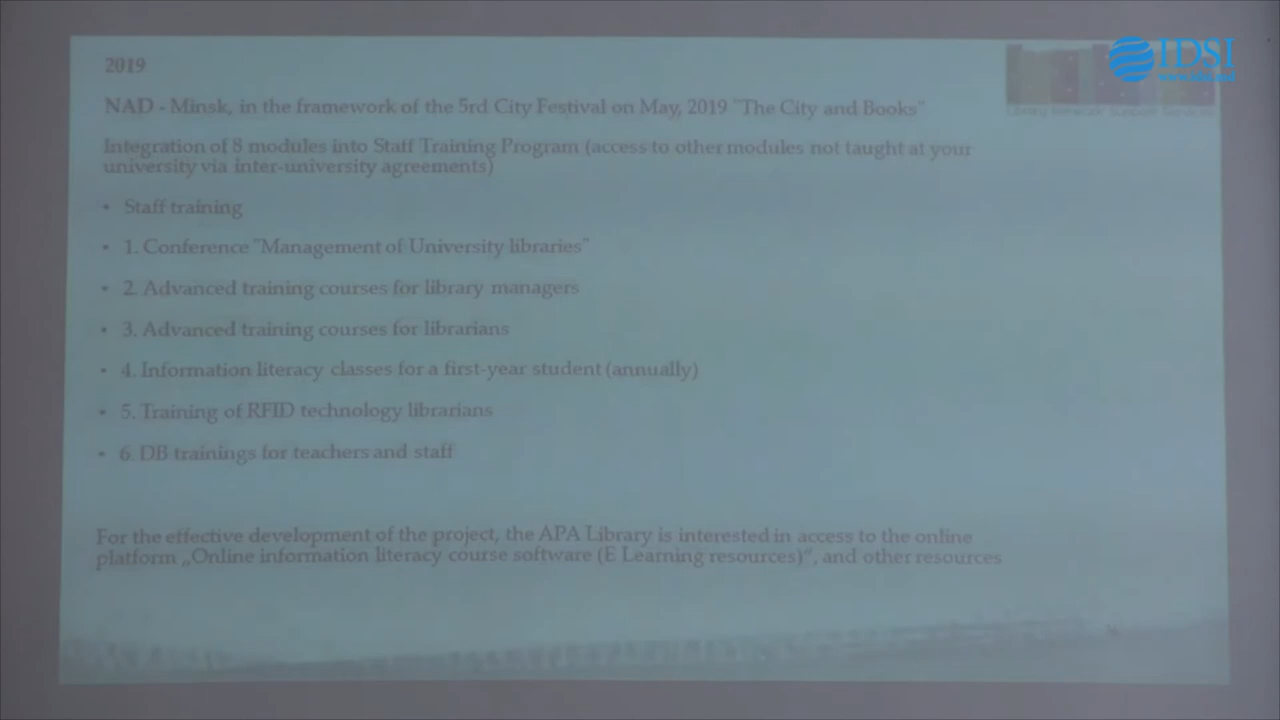 2019
IDSI
NAD - Minsk, in the framework of the 5rd City Festival on May, 2019 "The City and Books"
Library Network Support Services
Integration of 8 modules into Staff Training Program (access to other modules not taught at your
university via inter-university agreements)
• Staff training
• 1. Conference "Management of University libraries"
• 2. Advanced training courses for library managers
• 3. Advanced training courses for librarians
• 4. Information literacy classes for a first-year student (annually)
• 5. Training of RFID technology librarians
• 6. DB trainings for teachers and staff
For the effective development of the project, the APA Library is interested in access to the online
platform „Online information literacy course software (E Learning resources)", and other resources